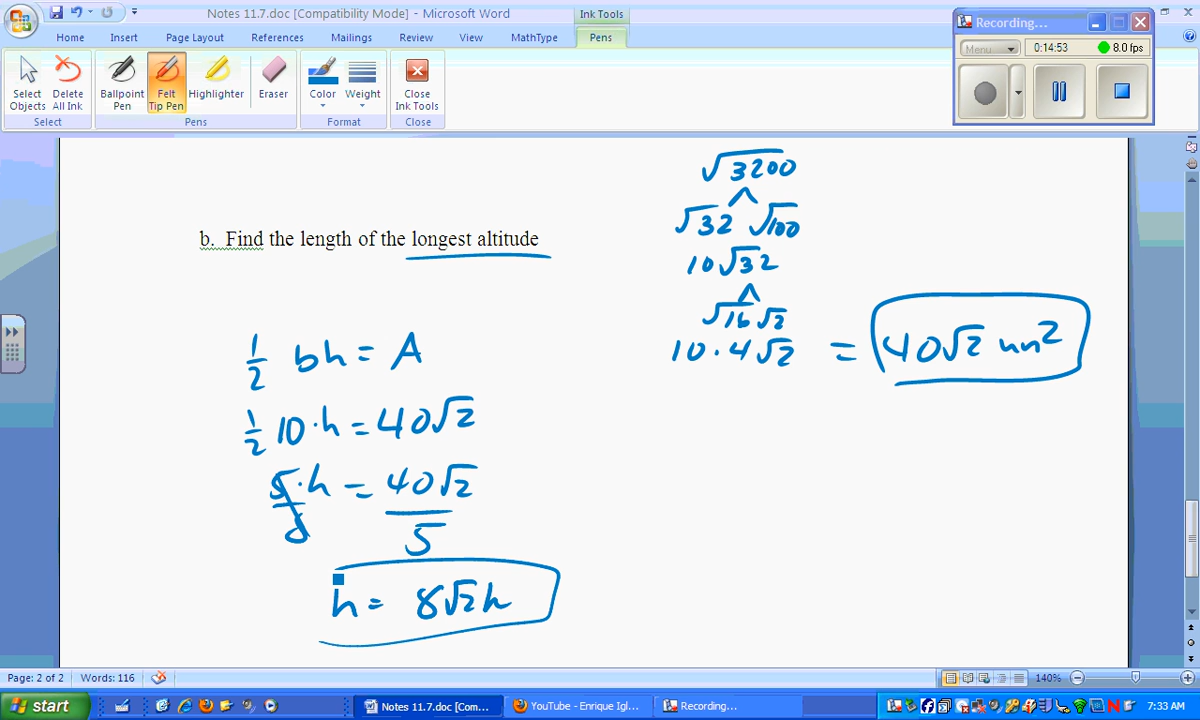 Notes 11.7.doc [Compatibility Mode] - Microsoft Word
Ink Tools
Home Insert Page Layout References Mailings Review View MathType Pens
Recording...
Menu 0:14:53 8.0 fps
Select Objects
Delete All Ink
Ballpoint Pen
Felt Tip Pen
Highlighter
Eraser
Color
Weight
Close Ink Tools
Select Pens Format Close
√3200
√32 √100
b. Find the length of the longest altitude
10√32
√16 √2
10·4√2 = 40√2 un²
1/2 bh = A
1/2 10·h = 40√2
5·h = 40√2
5 5
h = 8√2
Page: 2 of 2 Words: 116 140%
start Notes 11.7.doc [Com... YouTube - Enrique Igl... Recording... 7:33 AM